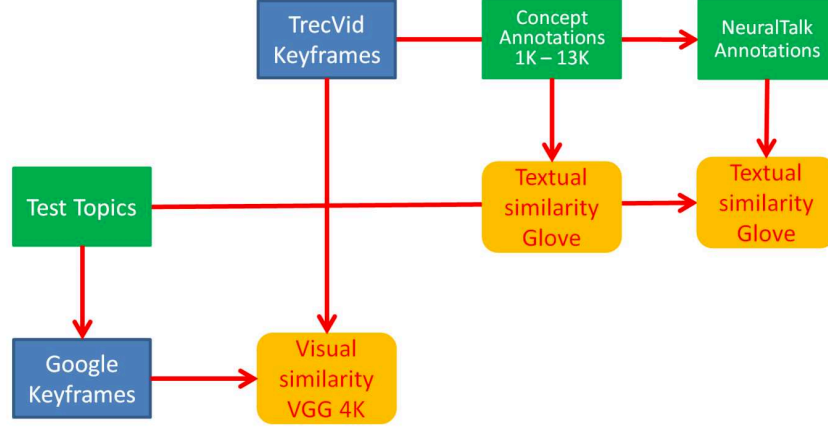 TrecVid
Keyframes
Concept
Annotations
1K – 13K
NeuralTalk
Annotations
Test Topics
Textual
similarity
Glove
Textual
similarity
Glove
Google
Keyframes
Visual
similarity
VGG 4K